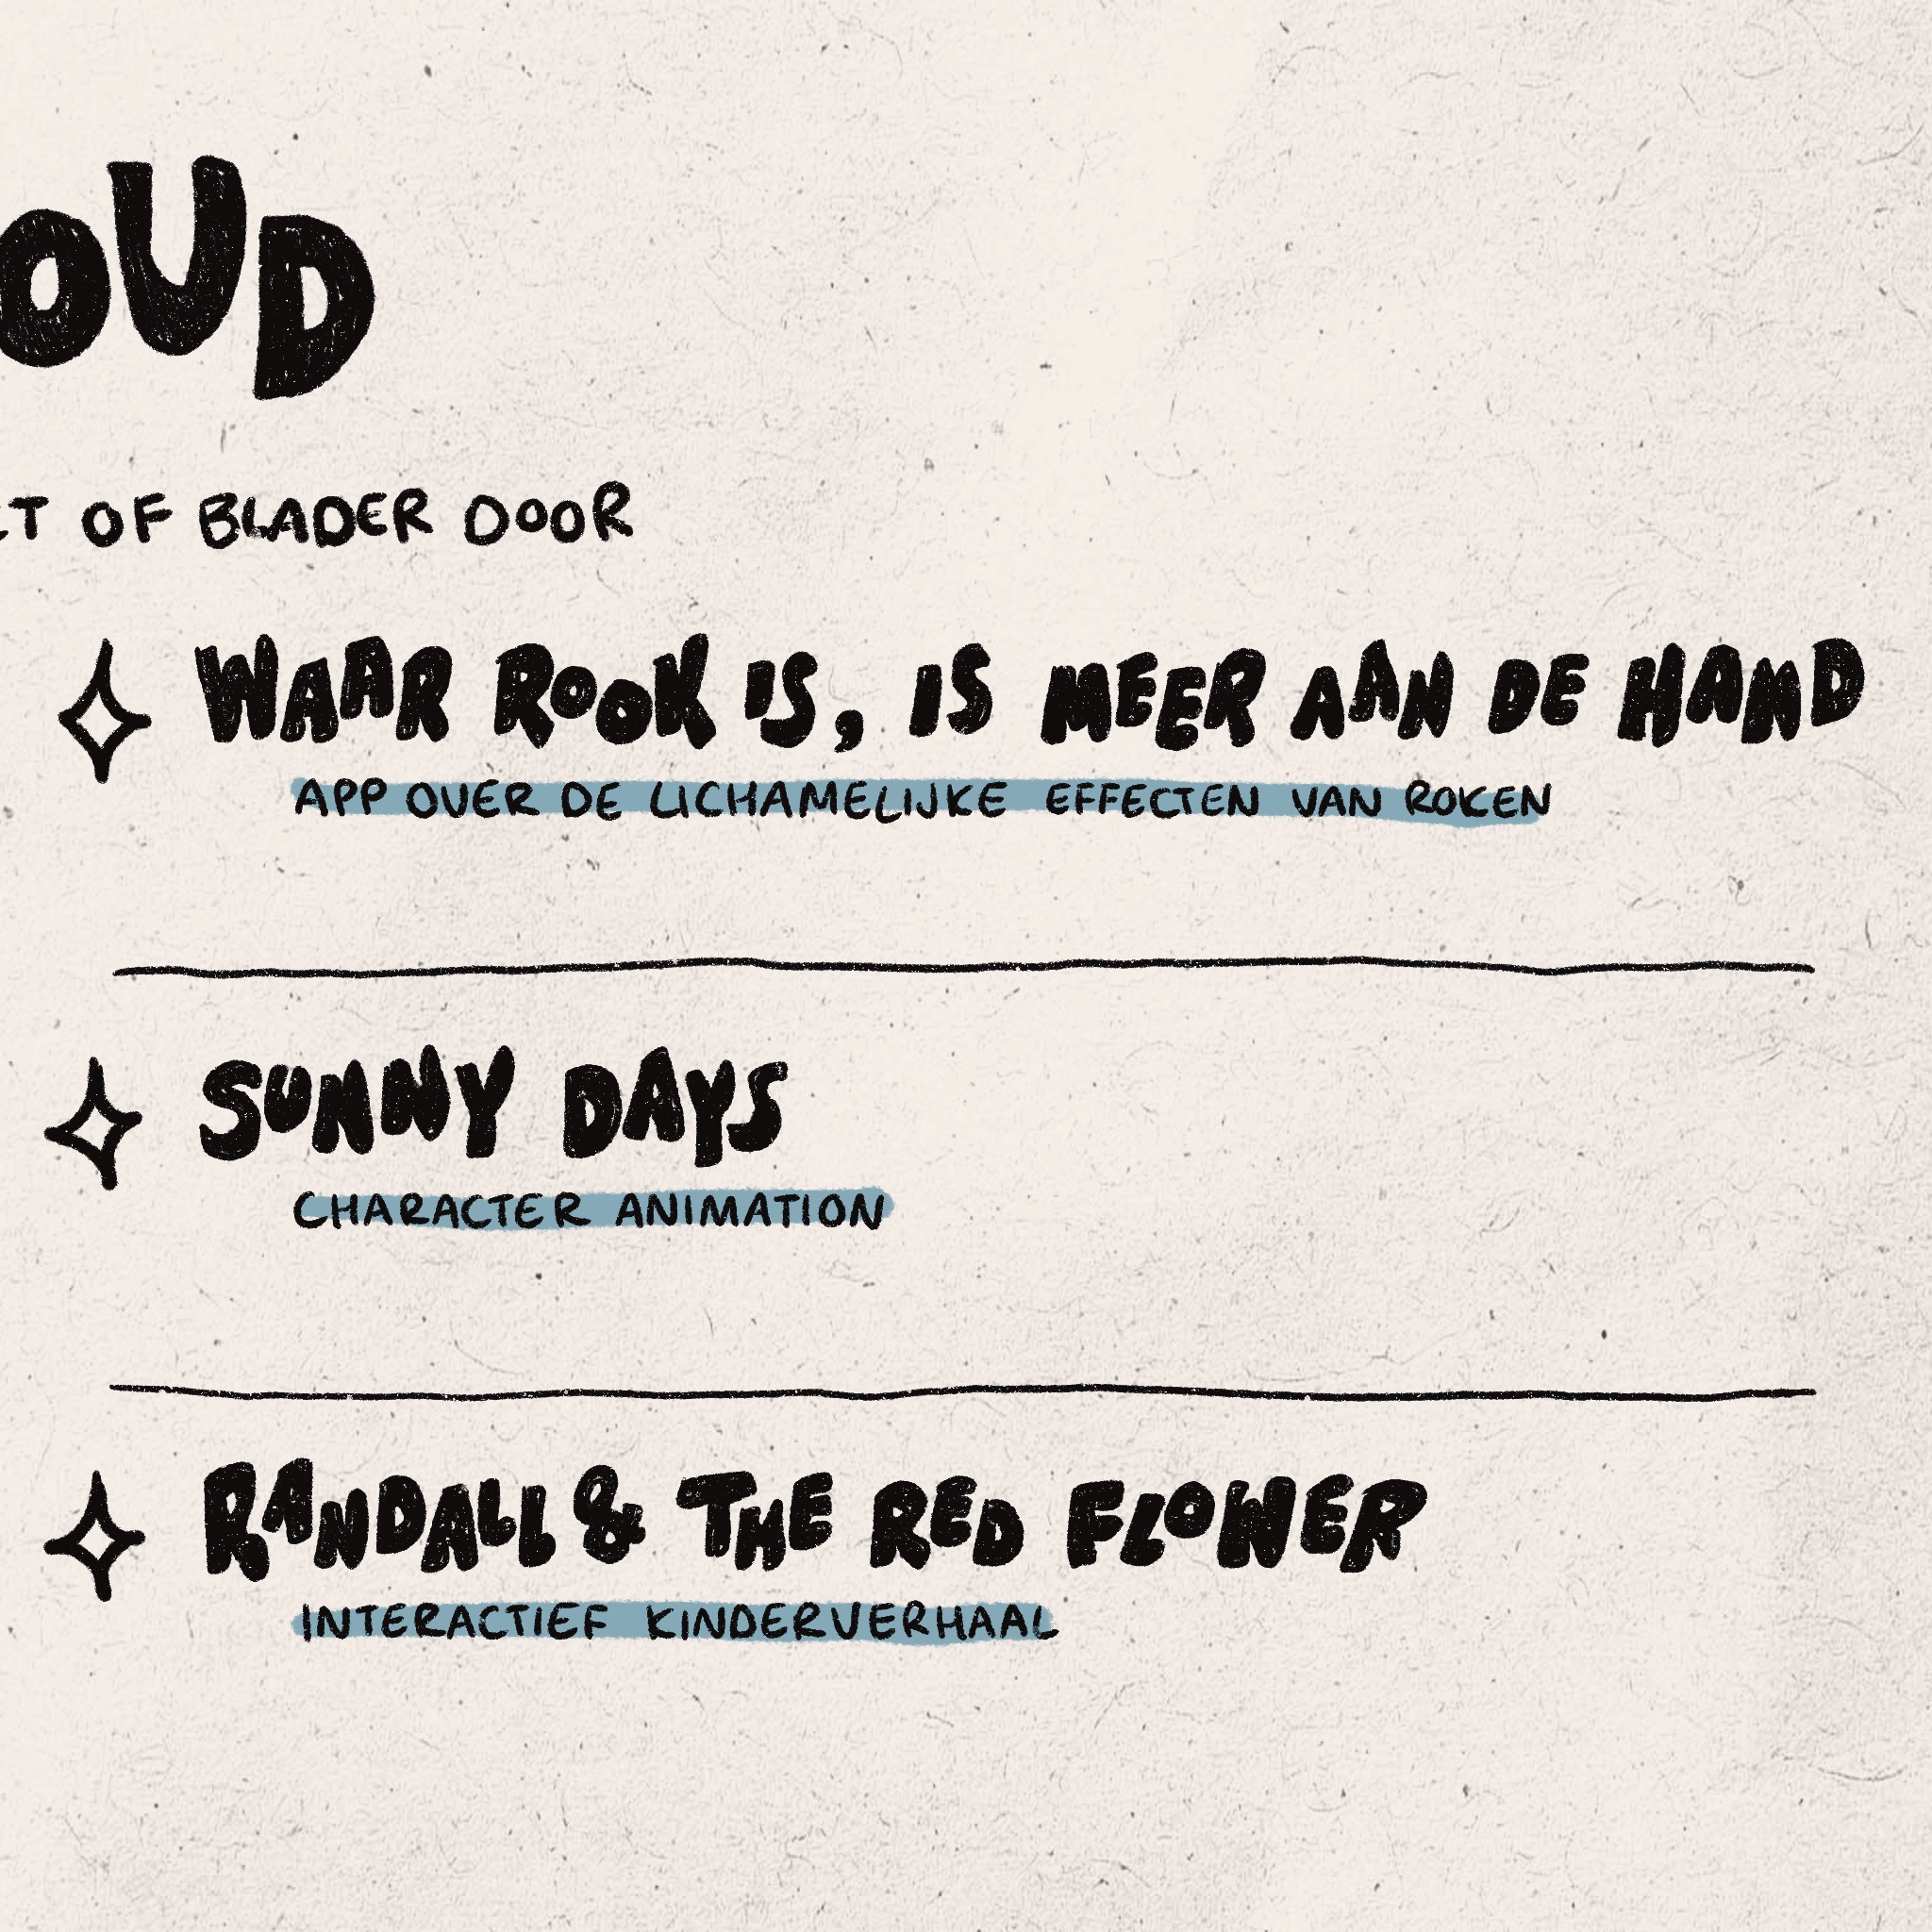 OUD
T OF BLADER DOOR
WAAR ROOK IS, IS MEER AAN DE HAND
APP OVER DE LICHAMELIJKE EFFECTEN VAN ROKEN
SUNNY DAYS
CHARACTER ANIMATION
RANDALL & THE RED FLOWER
INTERACTIEF KINDERVERHAAL